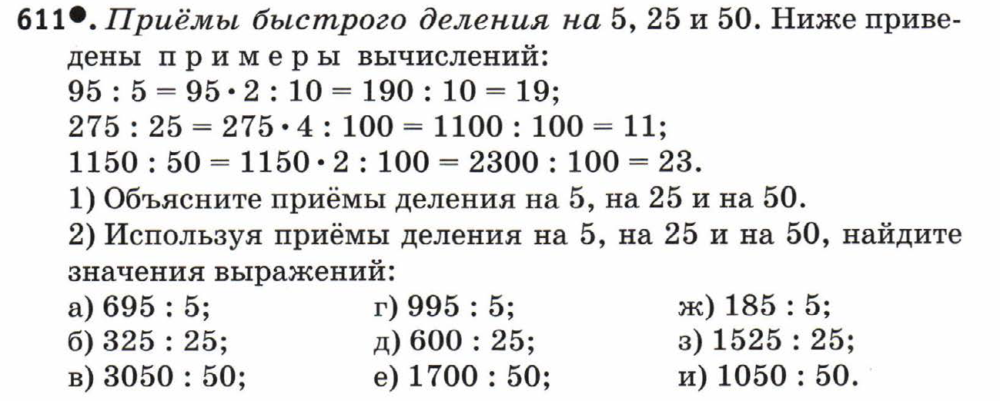 611●. Приёмы быстрого деления на 5, 25 и 50. Ниже приве-
дены п р и м е р ы вычислений:
95 : 5 = 95 · 2 : 10 = 190 : 10 = 19;
275 : 25 = 275 · 4 : 100 = 1100 : 100 = 11;
1150 : 50 = 1150 · 2 : 100 = 2300 : 100 = 23.
1) Объясните приёмы деления на 5, на 25 и на 50.
2) Используя приёмы деления на 5, на 25 и на 50, найдите
значения выражений:
а) 695 : 5; г) 995 : 5; ж) 185 : 5;
б) 325 : 25; д) 600 : 25; з) 1525 : 25;
в) 3050 : 50; е) 1700 : 50; и) 1050 : 50.